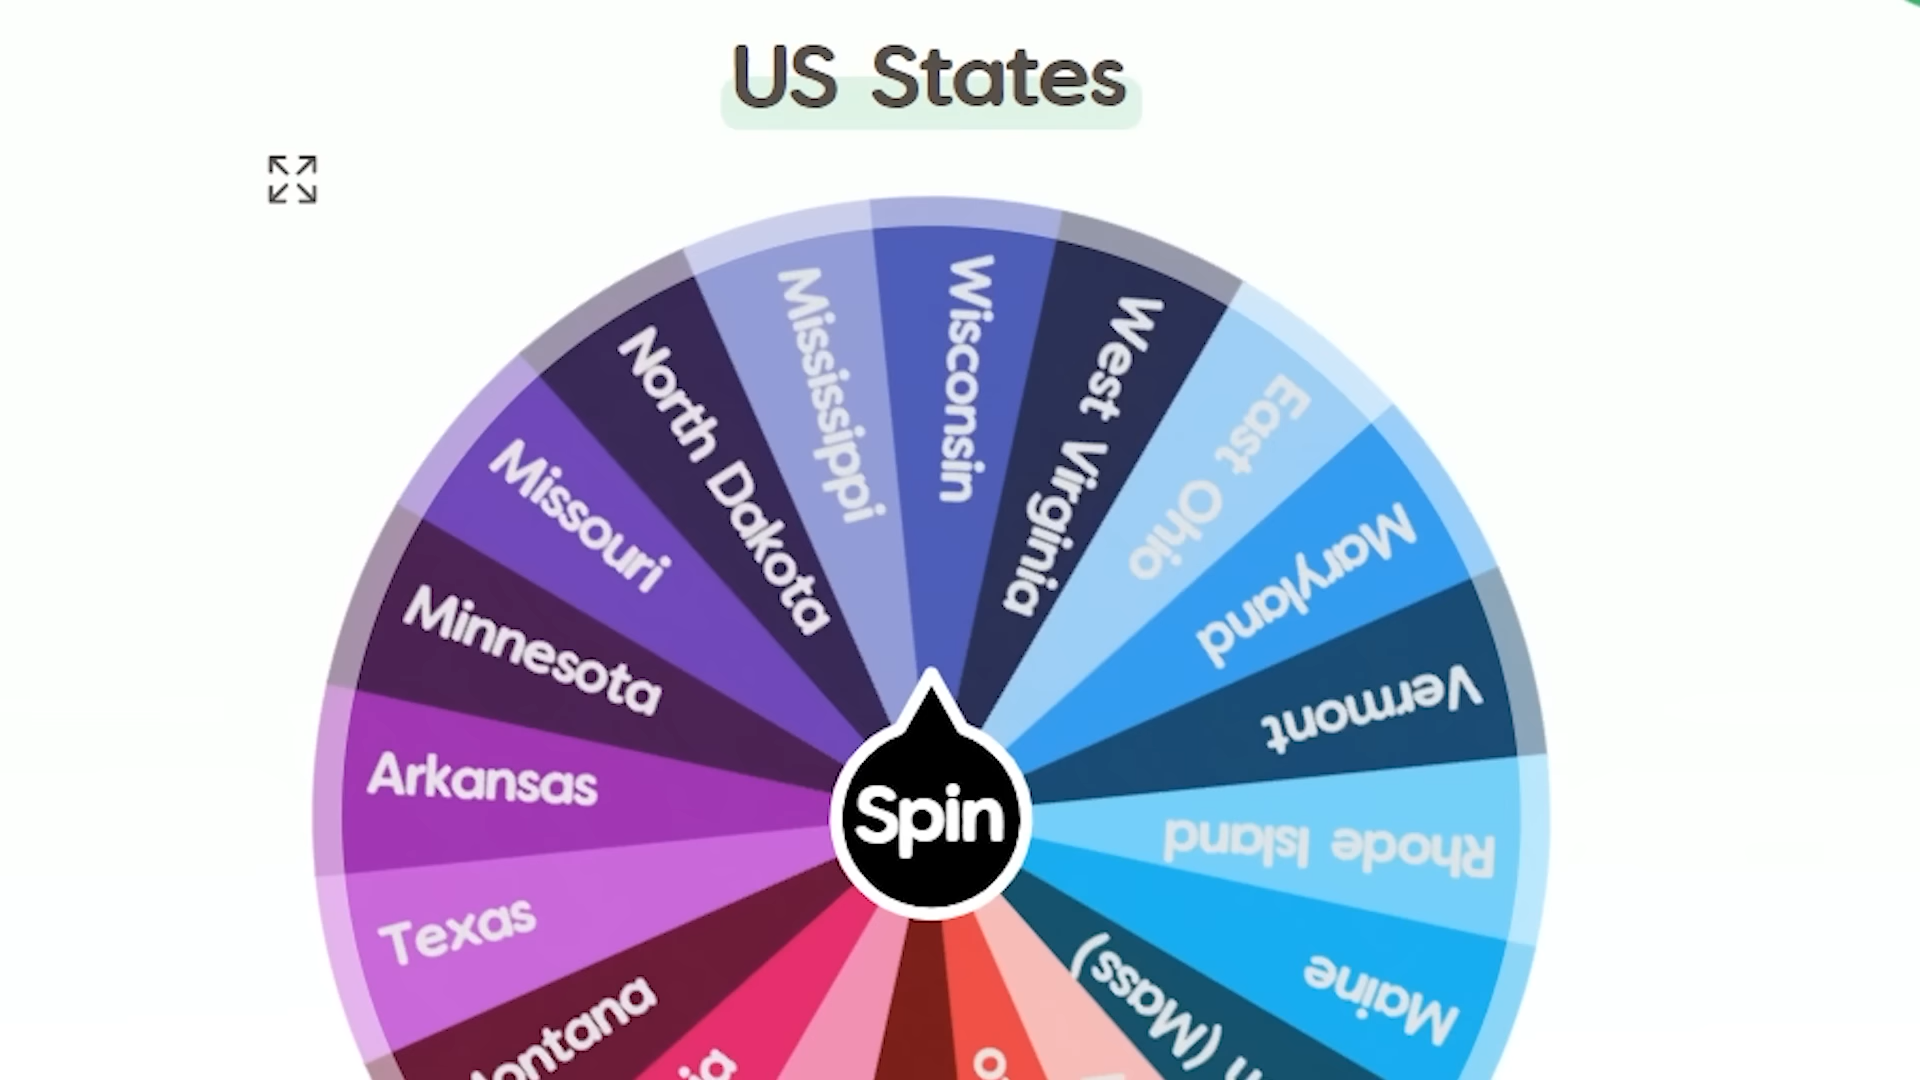 US States
Wisconsin
West Virginia
East Ohio
Maryland
Vermont
Rhode Island
Maine
(Mass)
Texas
Arkansas
Minnesota
Missouri
North Dakota
Mississippi
Spin